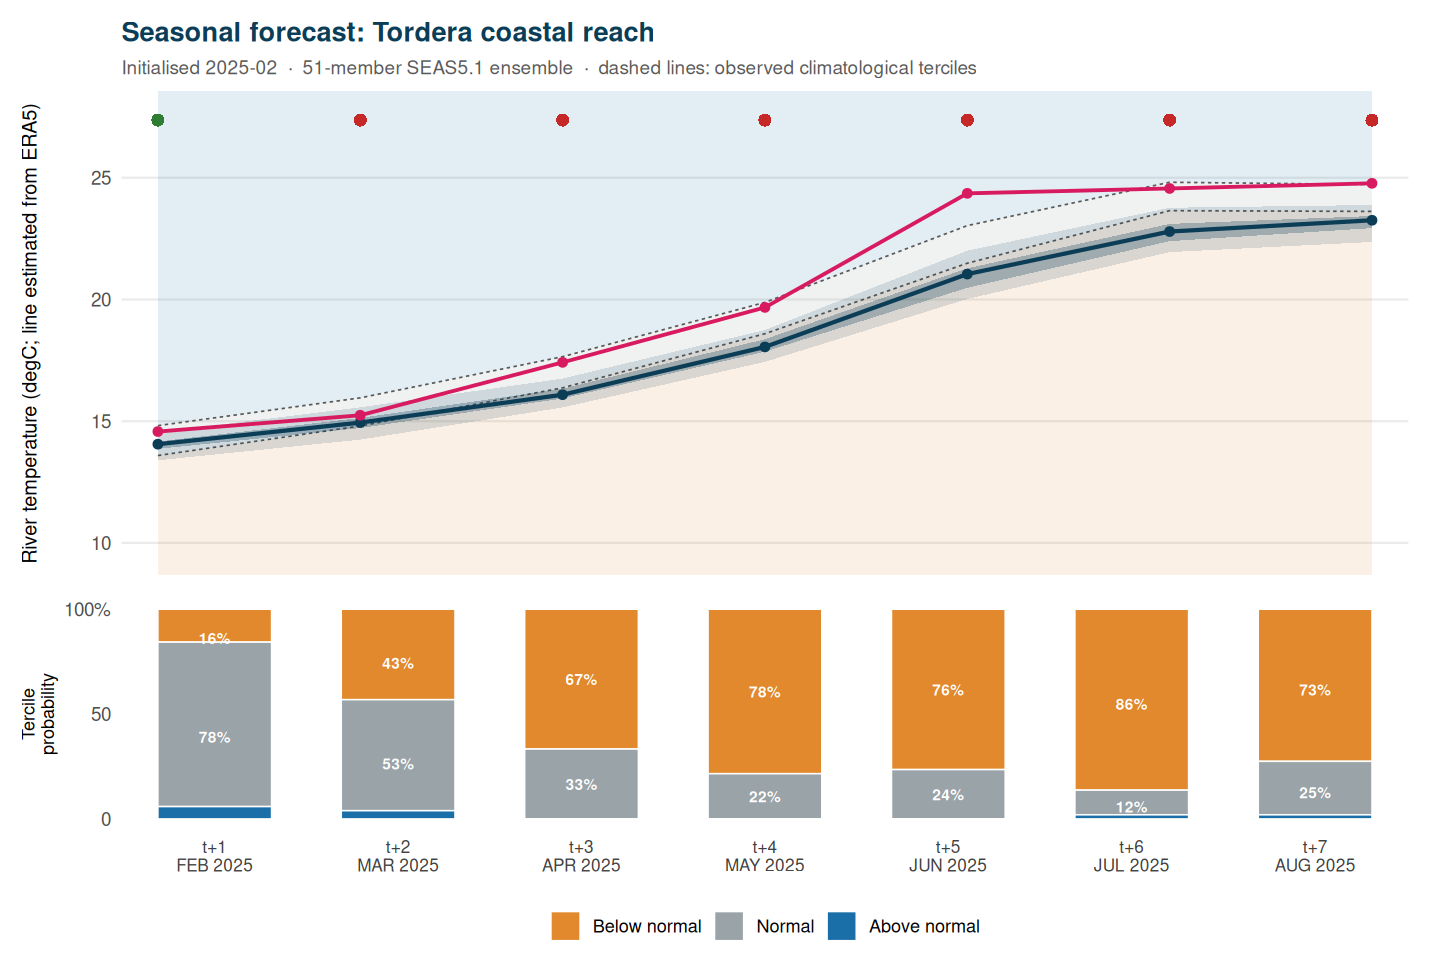 Seasonal forecast: Tordera coastal reach
Initialised 2025-02 · 51-member SEAS5.1 ensemble · dashed lines: observed climatological terciles
River temperature (degC; line estimated from ERA5)
25
20
15
10
Tercile
probability
100%
50
0
16%
78%
43%
53%
67%
33%
78%
22%
76%
24%
86%
12%
73%
25%
t+1
FEB 2025
t+2
MAR 2025
t+3
APR 2025
t+4
MAY 2025
t+5
JUN 2025
t+6
JUL 2025
t+7
AUG 2025
Below normal
Normal
Above normal